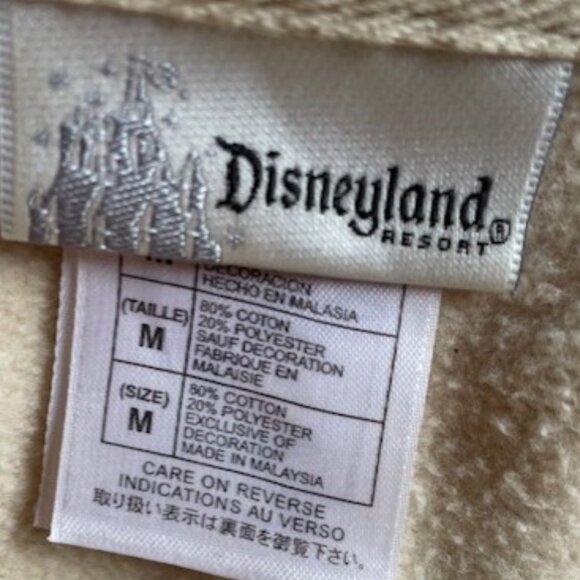 Disneyland®
RESORT
DECORACION
HECHO EN MALASIA
(TAILLE)
M
80% COTON
20% POLYESTER
SAUF DECORATION
FABRIQUE EN
MALAISIE
(SIZE)
M
80% COTTON
20% POLYESTER
EXCLUSIVE OF
DECORATION
MADE IN MALAYSIA
CARE ON REVERSE
INDICATIONS AU VERSO
取り扱い表示は裏面を御覧下さい。